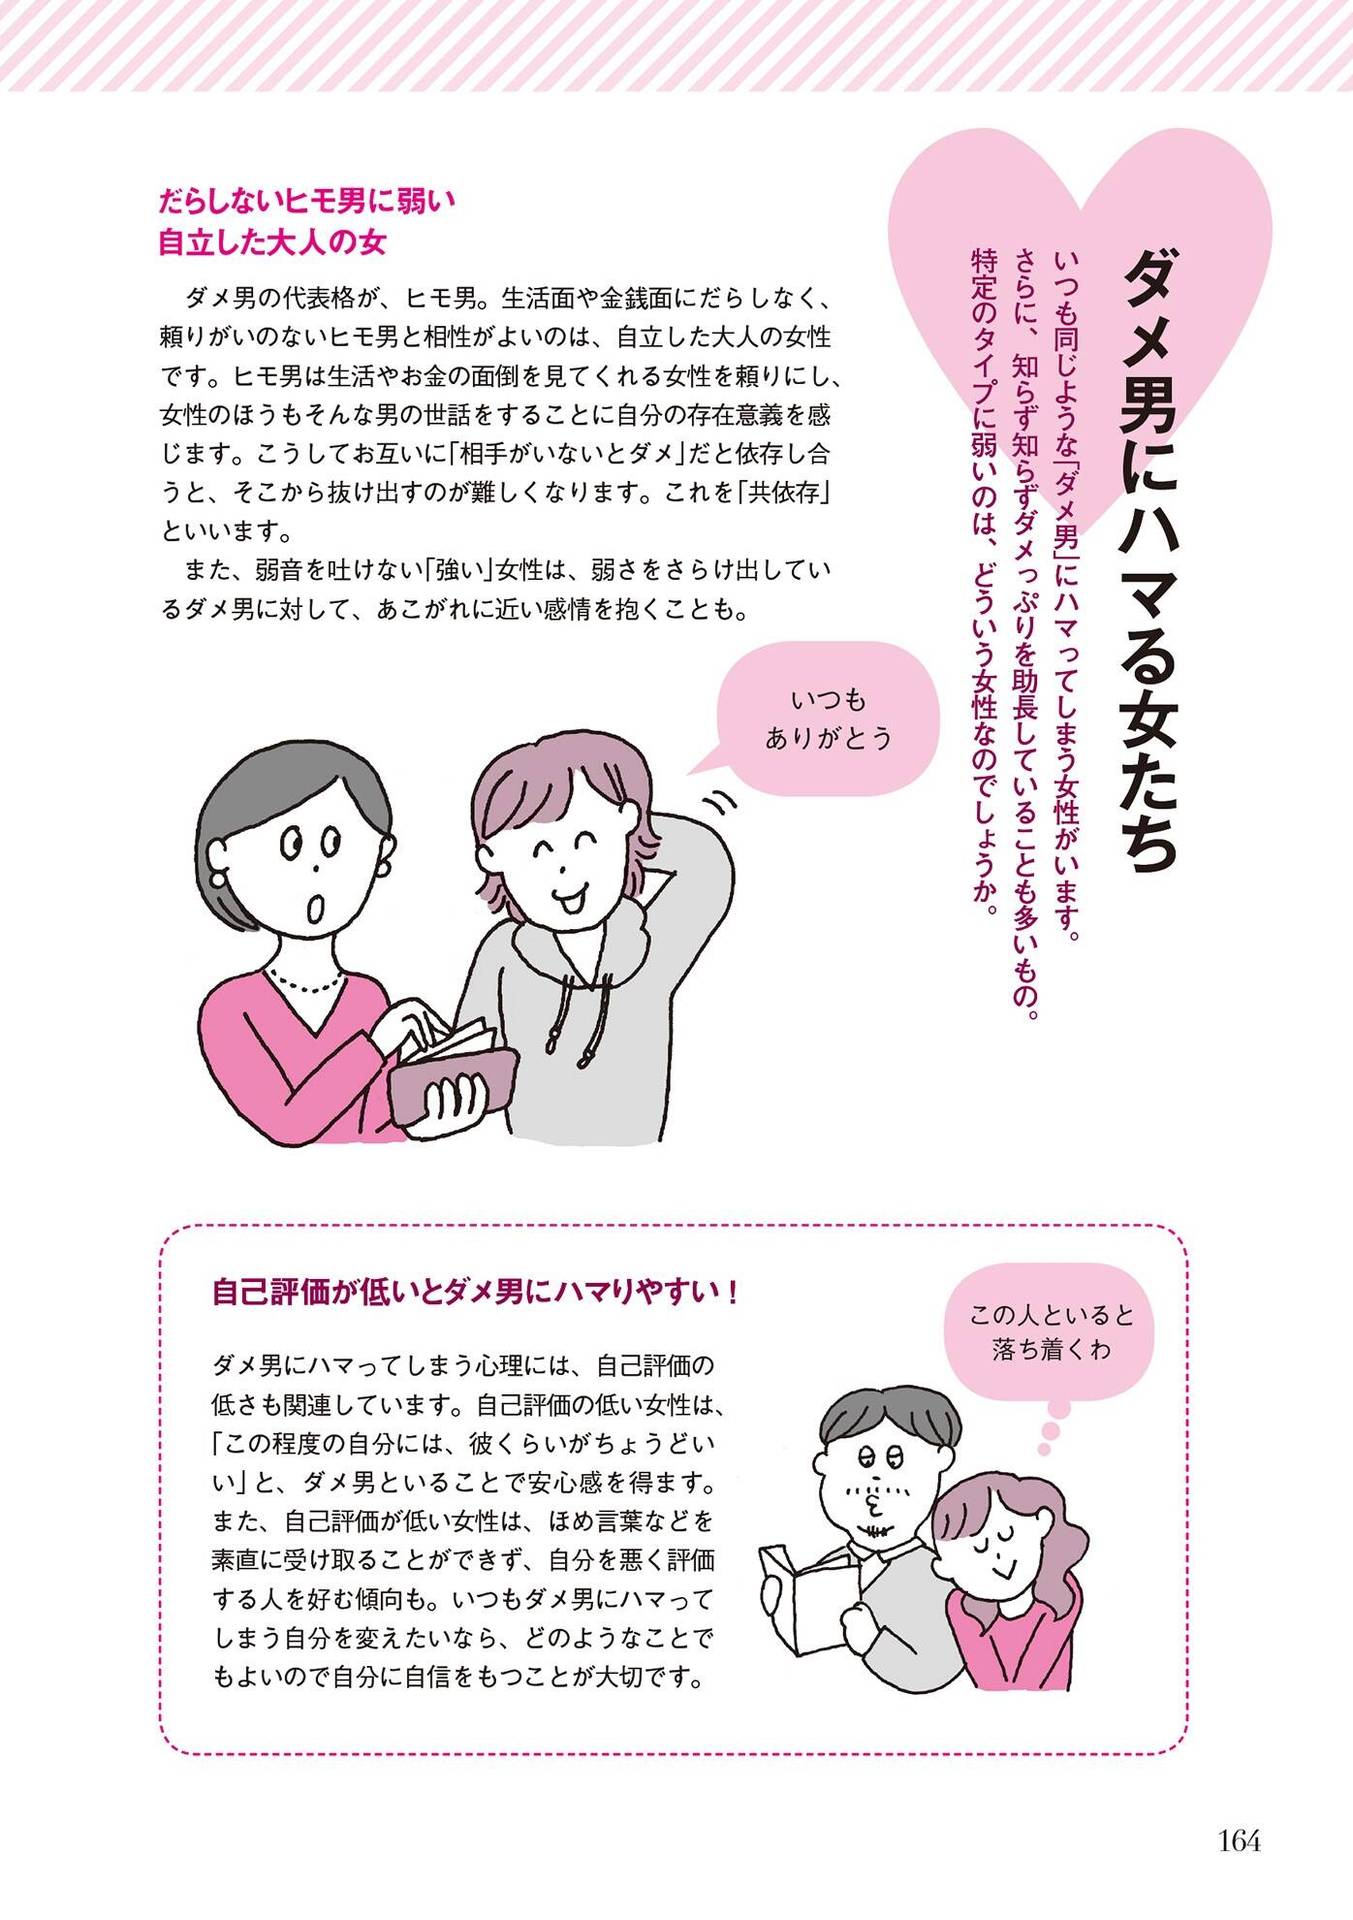 ダメ男にハマる女たち
いつも同じような「ダメ男」にハマってしまう女性がいます。
さらに、知らず知らずダメっぷりを助長していることも多いもの。
特定のタイプに弱いのは、どういう女性なのでしょうか。
だらしないヒモ男に弱い
自立した大人の女
ダメ男の代表格が、ヒモ男。生活面や金銭面にだらしなく、
頼りがいのないヒモ男と相性がよいのは、自立した大人の女性
です。ヒモ男は生活やお金の面倒を見てくれる女性を頼りにし、
女性のほうもそんな男の世話をすることに自分の存在意義を感
じます。こうしてお互いに「相手がいないとダメ」だと依存し合
うと、そこから抜け出すのが難しくなります。これを「共依存」
といいます。
また、弱音を吐けない「強い」女性は、弱さをさらけ出してい
るダメ男に対して、あこがれに近い感情を抱くことも。
いつも
ありがとう
自己評価が低いとダメ男にハマりやすい！
ダメ男にハマってしまう心理には、自己評価の
低さも関連しています。自己評価の低い女性は、
「この程度の自分には、彼くらいがちょうどい
い」と、ダメ男といることで安心感を得ます。
また、自己評価が低い女性は、ほめ言葉などを
素直に受け取ることができず、自分を悪く評価
する人を好む傾向も。いつもダメ男にハマって
しまう自分を変えたいなら、どのようなことで
もよいので自分に自信をもつことが大切です。
この人といると
落ち着くわ
164